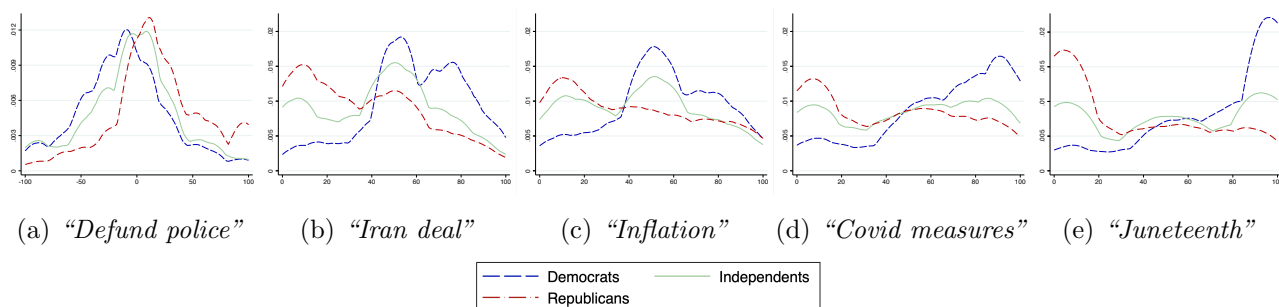 0 .003 .006 .009 .012
-100 -50 0 50 100
0 .005 .01 .015 .02
0 20 40 60 80 100
0 .005 .01 .015 .02
0 20 40 60 80 100
0 .005 .01 .015 .02
0 20 40 60 80 100
0 .005 .01 .015 .02
0 20 40 60 80 100
(a) “Defund police”
(b) “Iran deal”
(c) “Inflation”
(d) “Covid measures”
(e) “Juneteenth”
Democrats
Independents
Republicans